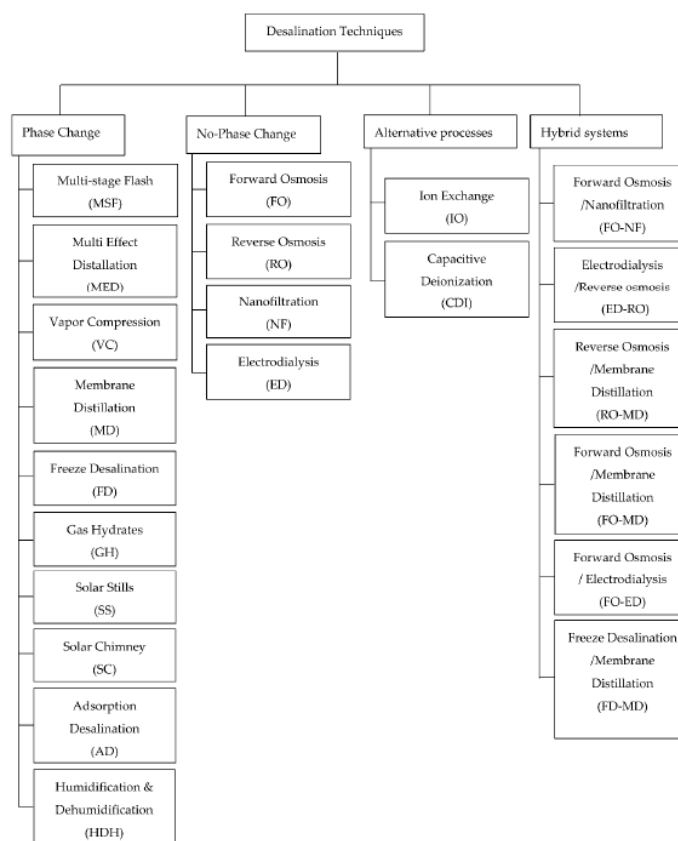 Desalination Techniques
Phase Change
Multi-stage Flash
(MSF)
Multi Effect
Distallation
(MED)
Vapor Compression
(VC)
Membrane
Distillation
(MD)
Freeze Desalination
(FD)
Gas Hydrates
(GH)
Solar Stills
(SS)
Solar Chimney
(SC)
Adsorption
Desalination
(AD)
Humidification &
Dehumidification
(HDH)
No-Phase Change
Forward Osmosis
(FO)
Reverse Osmosis
(RO)
Nanofiltration
(NF)
Electrodialysis
(ED)
Alternative processes
Ion Exchange
(IO)
Capacitive
Deionization
(CDI)
Hybrid systems
Forward Osmosis
/Nanofiltration
(FO-NF)
Electrodialysis
/Reverse osmosis
(ED-RO)
Reverse Osmosis
/Membrane
Distillation
(RO-MD)
Forward Osmosis
/Membrane
Distillation
(FO-MD)
Forward Osmosis
/ Electrodialysis
(FO-ED)
Freeze Desalination
/Membrane
Distillation
(FD-MD)